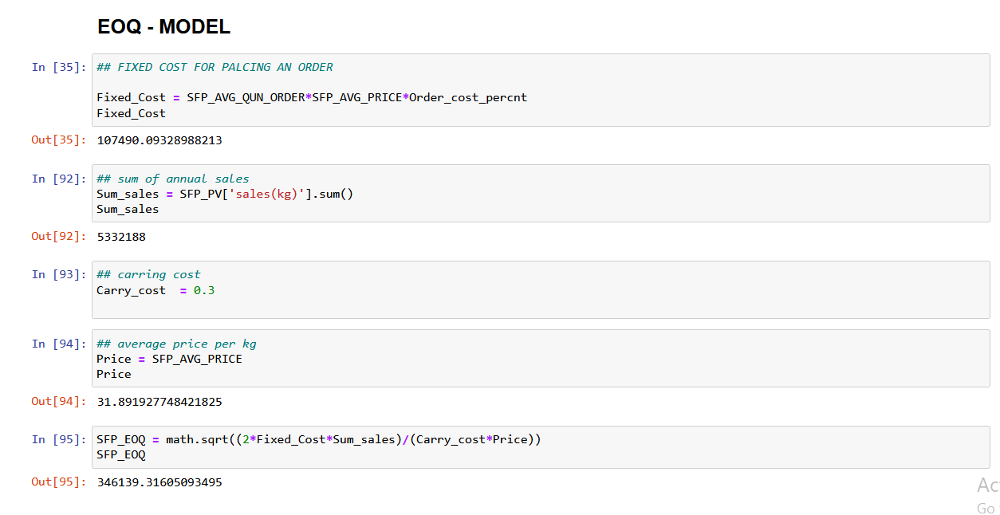 EOQ - MODEL
In [35]: ## FIXED COST FOR PALCING AN ORDER
Fixed_Cost = SFP_AVG_QUN_ORDER*SFP_AVG_PRICE*Order_cost_percnt
Fixed_Cost
Out[35]: 107490.09328988213
In [92]: ## sum of annual sales
Sum_sales = SFP_PV['sales(kg)'].sum()
Sum_sales
Out[92]: 5332188
In [93]: ## carring cost
Carry_cost  = 0.3
In [94]: ## average price per kg
Price = SFP_AVG_PRICE
Price
Out[94]: 31.891927748421825
In [95]: SFP_EOQ = math.sqrt((2*Fixed_Cost*Sum_sales)/(Carry_cost*Price))
SFP_EOQ
Out[95]: 346139.31605093495
Go